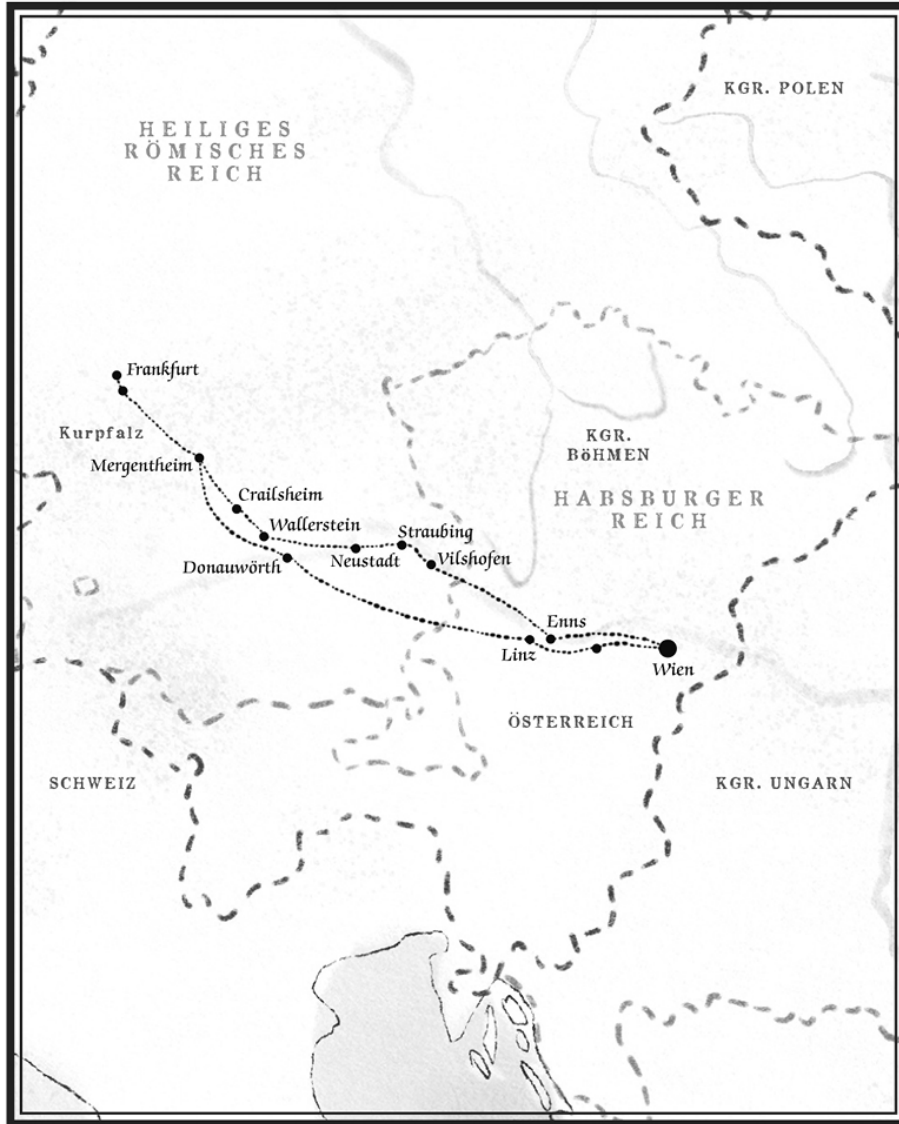 KGR. POLEN
HEILIGES
RÖMISCHES
REICH
Frankfurt
Kurpfalz
Mergentheim
KGR.
BÖHMEN
HABSBURGER
REICH
Crailsheim
Wallerstein
Straubing
Neustadt
Vilshofen
Donauwörth
Enns
Linz
Wien
ÖSTERREICH
SCHWEIZ
KGR. UNGARN